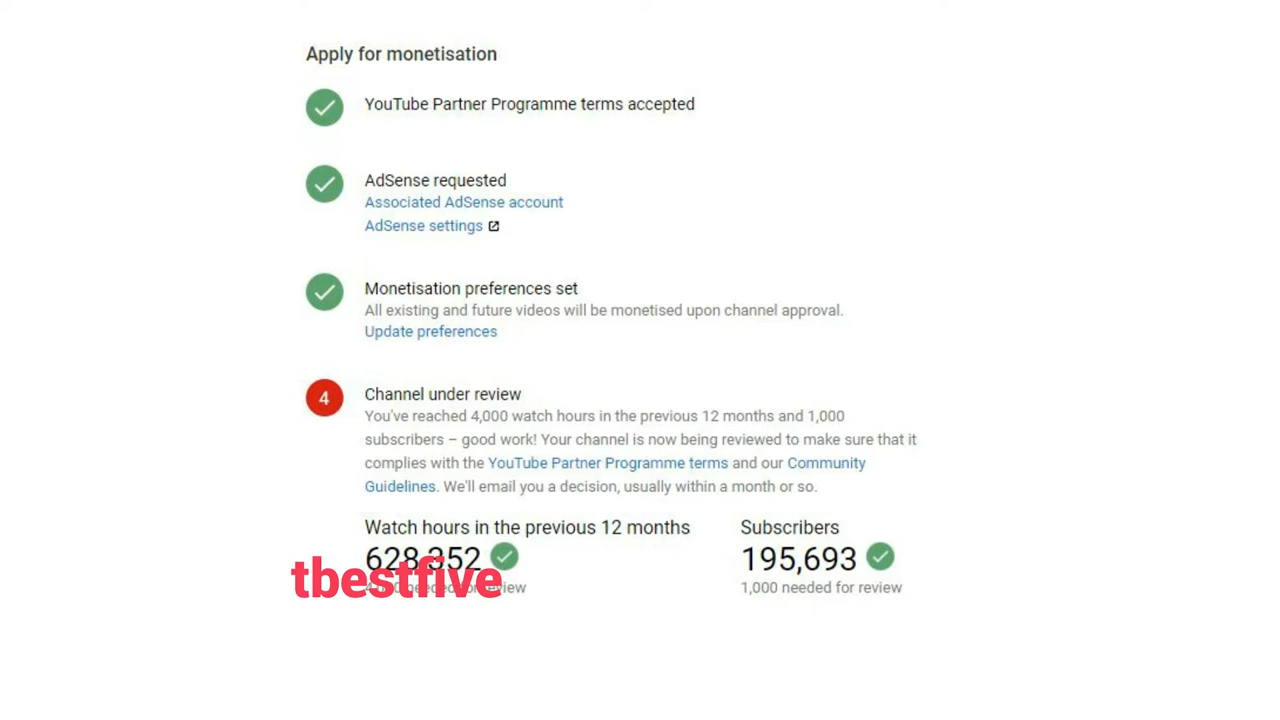 Apply for monetisation
YouTube Partner Programme terms accepted
AdSense requested
Associated AdSense account
AdSense settings
Monetisation preferences set
All existing and future videos will be monetised upon channel approval.
Update preferences
4
Channel under review
You've reached 4,000 watch hours in the previous 12 months and 1,000
subscribers – good work! Your channel is now being reviewed to make sure that it
complies with the YouTube Partner Programme terms and our Community
Guidelines. We'll email you a decision, usually within a month or so.
Watch hours in the previous 12 months
628,352
tbestfive
needed for review
Subscribers
195,693
1,000 needed for review